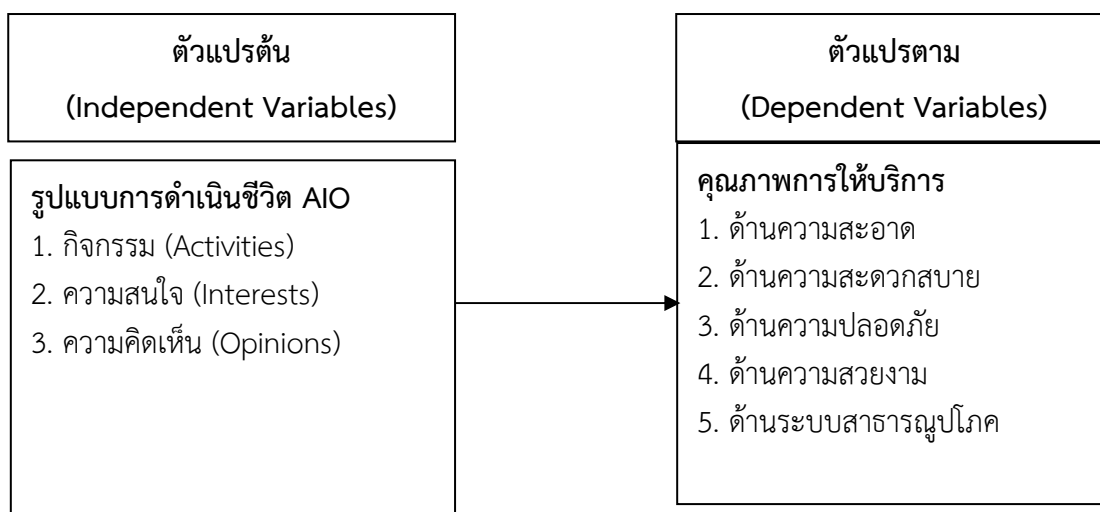 ตัวแปรต้น
(Independent Variables)
รูปแบบการดำเนินชีวิต AIO
1. กิจกรรม (Activities)
2. ความสนใจ (Interests)
3. ความคิดเห็น (Opinions)
ตัวแปรตาม
(Dependent Variables)
คุณภาพการให้บริการ
1. ด้านความสะอาด
2. ด้านความสะดวกสบาย
3. ด้านความปลอดภัย
4. ด้านความสวยงาม
5. ด้านระบบสาธารณูปโภค